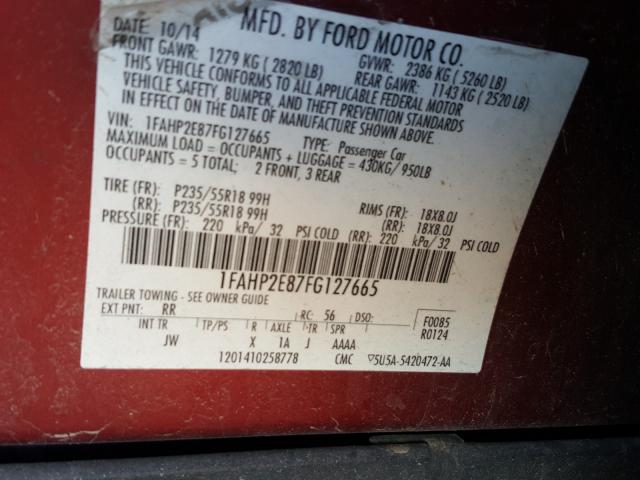 MFD. BY FORD MOTOR CO.
DATE: 10/14
GVWR: 2386 KG ( 5260 LB)
FRONT GAWR: 1279 KG ( 2820 LB) REAR GAWR: 1143 KG ( 2520 LB)
THIS VEHICLE CONFORMS TO ALL APPLICABLE FEDERAL MOTOR
VEHICLE SAFETY, BUMPER, AND THEFT PREVENTION STANDARDS
IN EFFECT ON THE DATE OF MANUFACTURE SHOWN ABOVE.
VIN: 1FAHP2E87FG127665 TYPE: Passenger Car
MAXIMUM LOAD = OCCUPANTS + LUGGAGE = 430KG/ 950LB
OCCUPANTS = 5 TOTAL; 2 FRONT, 3 REAR
TIRE (FR): P235/55R18 99H RIMS (FR): 18X8.0J
(RR): P235/55R18 99H (RR): 18X8.0J
PRESSURE (FR): 220 kPa/ 32 PSI COLD (RR): 220 kPa/ 32 PSI COLD
1FAHP2E87FG127665
TRAILER TOWING - SEE OWNER GUIDE
EXT PNT: RR RC: 56 DSO: F0085
INT TR TP/PS R AXLE TR SPR R0124
JW X 1A J AAAA
1201410258778 CMC 5U5A-5420472-AA